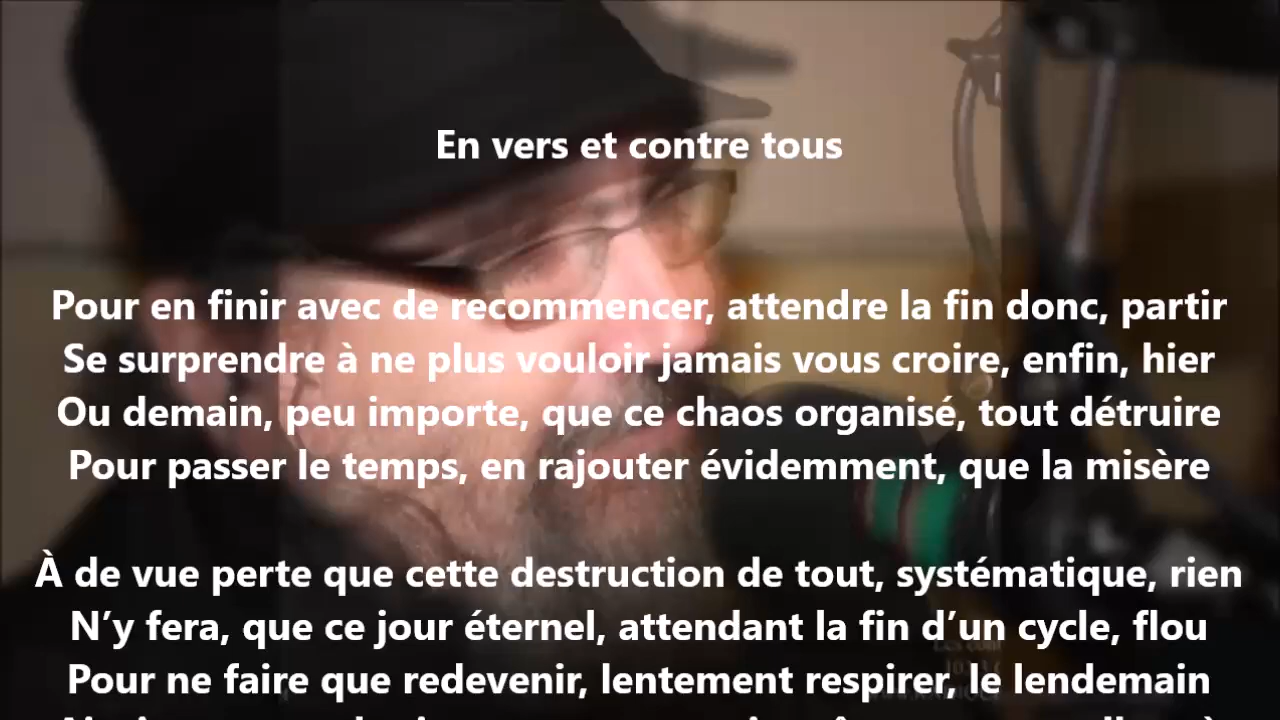 En vers et contre tous
Pour en finir avec de recommencer, attendre la fin donc, partir
Se surprendre à ne plus vouloir jamais vous croire, enfin, hier
Ou demain, peu importe, que ce chaos organisé, tout détruire
Pour passer le temps, en rajouter évidemment, que la misère
À de vue perte que cette destruction de tout, systématique, rien
N’y fera, que ce jour éternel, attendant la fin d’un cycle, flou
Pour ne faire que redevenir, lentement respirer, le lendemain